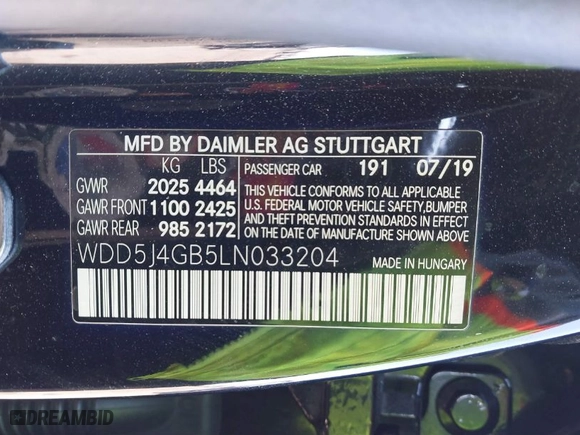 MFD BY DAIMLER AG STUTTGART
KG LBS PASSENGER CAR 191 07/19
GVWR 2025 4464 THIS VEHICLE CONFORMS TO ALL APPLICABLE
GAWR FRONT 1100 2425 U.S. FEDERAL MOTOR VEHICLE SAFETY, BUMPER
AND THEFT PREVENTION STANDARDS IN EFFECT
GAWR REAR 985 2172 ON THE DATE OF MANUFACTURE SHOWN ABOVE
WDD5J4GB5LN033204 MADE IN HUNGARY
DREAMBID